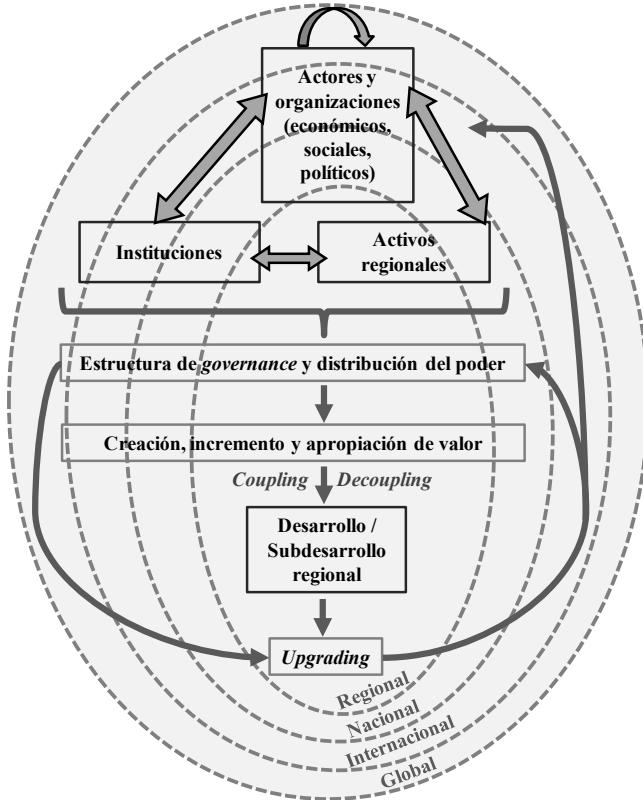 Actores y
organizaciones
(económicos,
sociales,
políticos)
Instituciones
Activos
regionales
Estructura de governance y distribución del poder
Creación, incremento y apropiación de valor
Coupling Decoupling
Desarrollo /
Subdesarrollo
regional
Upgrading
Regional
Nacional
Internacional
Global